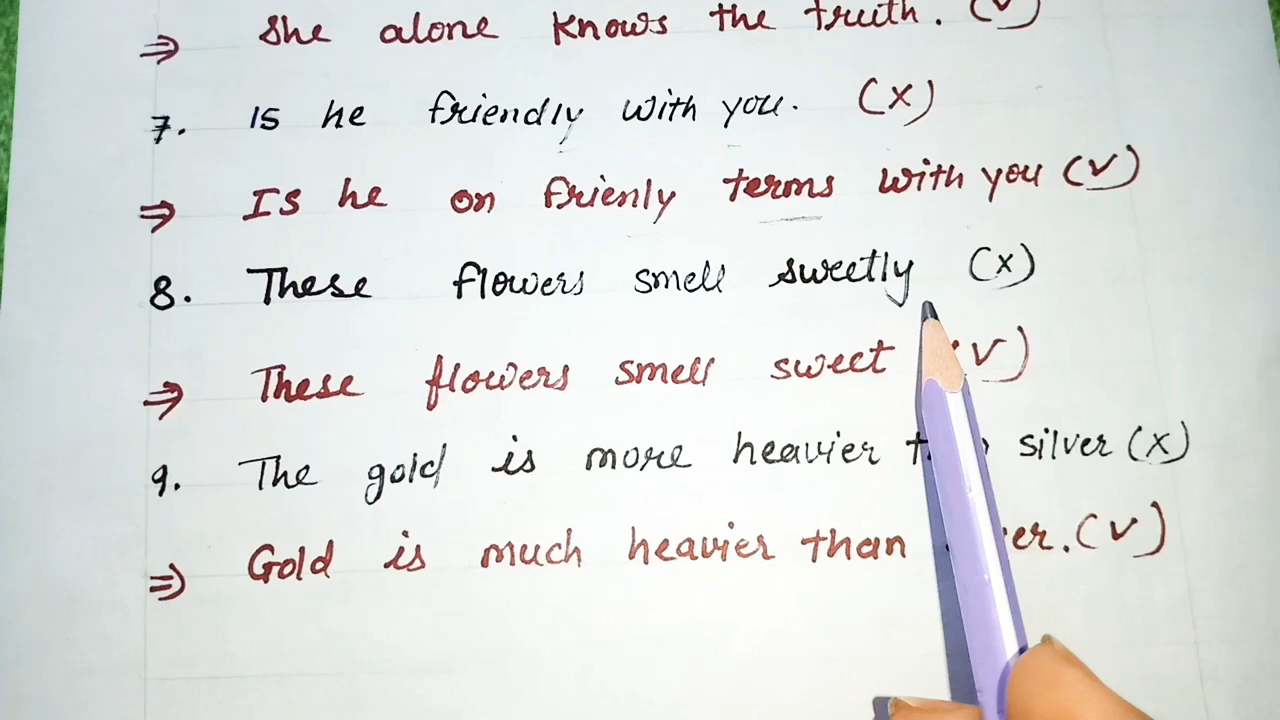 ⇒ She alone knows the truth. (✓)
7. Is he friendly with you. (X)
⇒ Is he on frienly terms with you (✓)
8. These flowers smell sweetly (X)
⇒ These flowers smell sweet (✓)
9. The gold is more heavier silver (X)
⇒ Gold is much heavier than (✓)